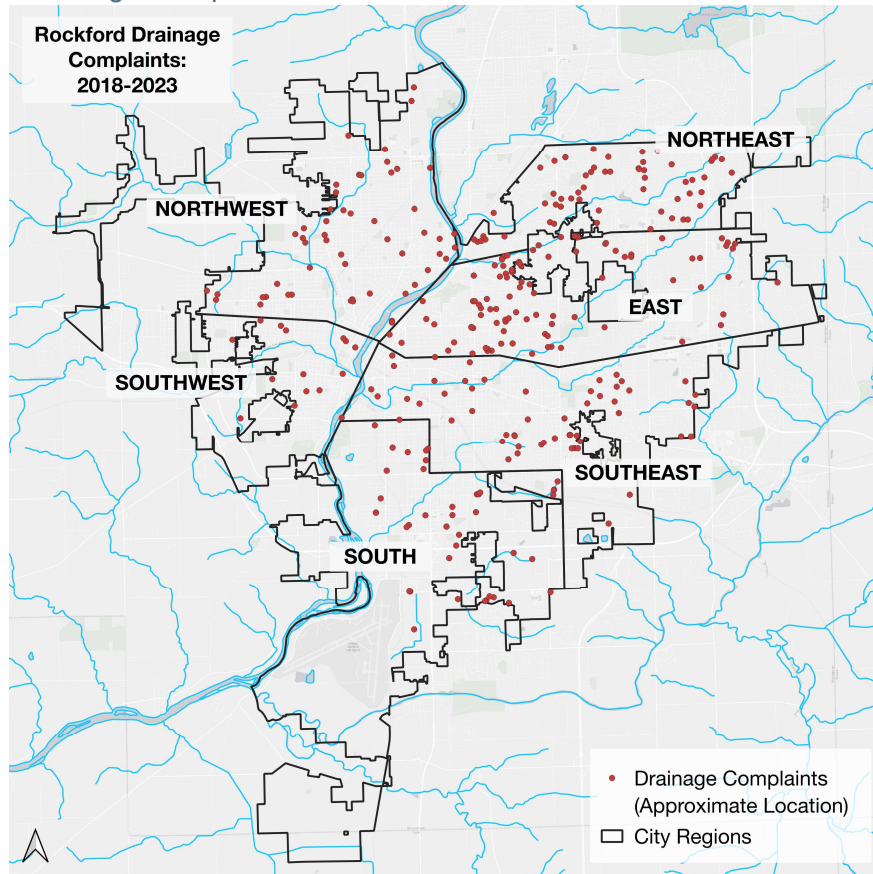 Rockford Drainage
Complaints:
2018-2023
NORTHEAST
NORTHWEST
EAST
SOUTHWEST
SOUTHEAST
SOUTH
Drainage Complaints
(Approximate Location)
City Regions